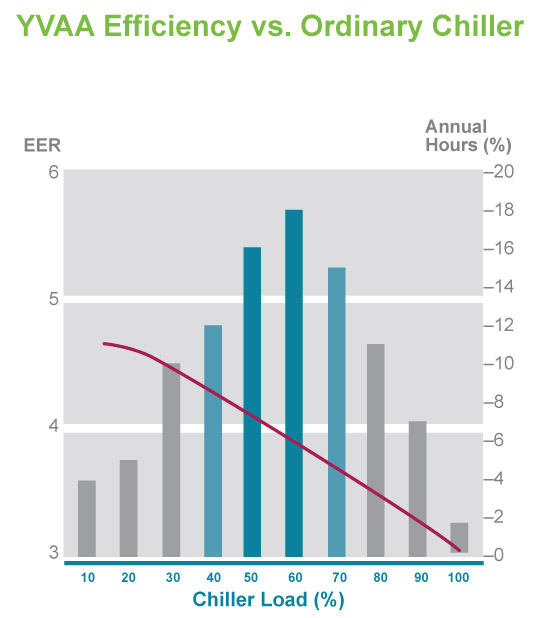 YVAA Efficiency vs. Ordinary Chiller
EER
Annual
Hours (%)
6
5
4
3
20
18
16
14
12
10
8
6
4
2
0
10 20 30 40 50 60 70 80 90 100
Chiller Load (%)